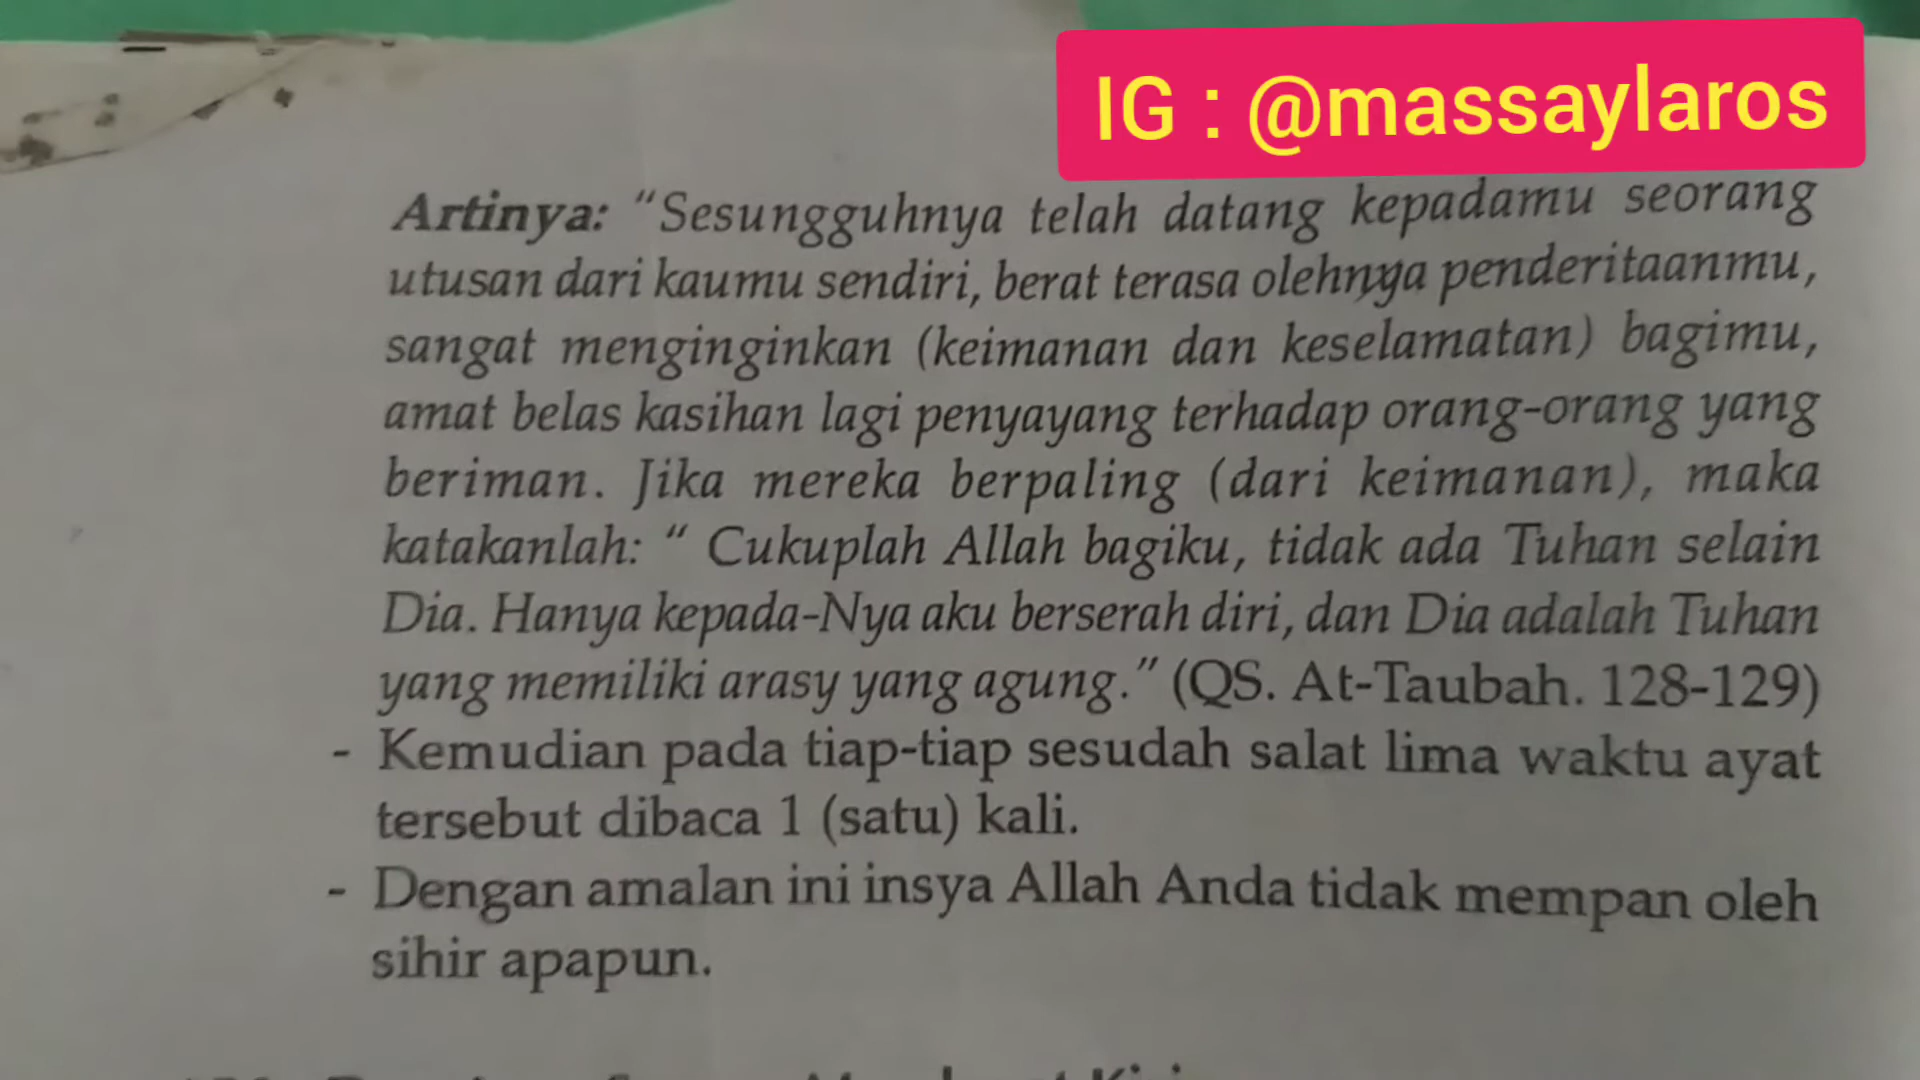 IG : @massaylaros
Artinya: "Sesungguhnya telah datang kepadamu seorang
utusan dari kaumu sendiri, berat terasa olehnya penderitaanmu,
sangat menginginkan (keimanan dan keselamatan) bagimu,
amat belas kasihan lagi penyayang terhadap orang-orang yang
beriman. Jika mereka berpaling (dari keimanan), maka
katakanlah: " Cukuplah Allah bagiku, tidak ada Tuhan selain
Dia. Hanya kepada-Nya aku berserah diri, dan Dia adalah Tuhan
yang memiliki arasy yang agung." (QS. At-Taubah. 128-129)
- Kemudian pada tiap-tiap sesudah salat lima waktu ayat
tersebut dibaca 1 (satu) kali.
- Dengan amalan ini insya Allah Anda tidak mempan oleh
sihir apapun.